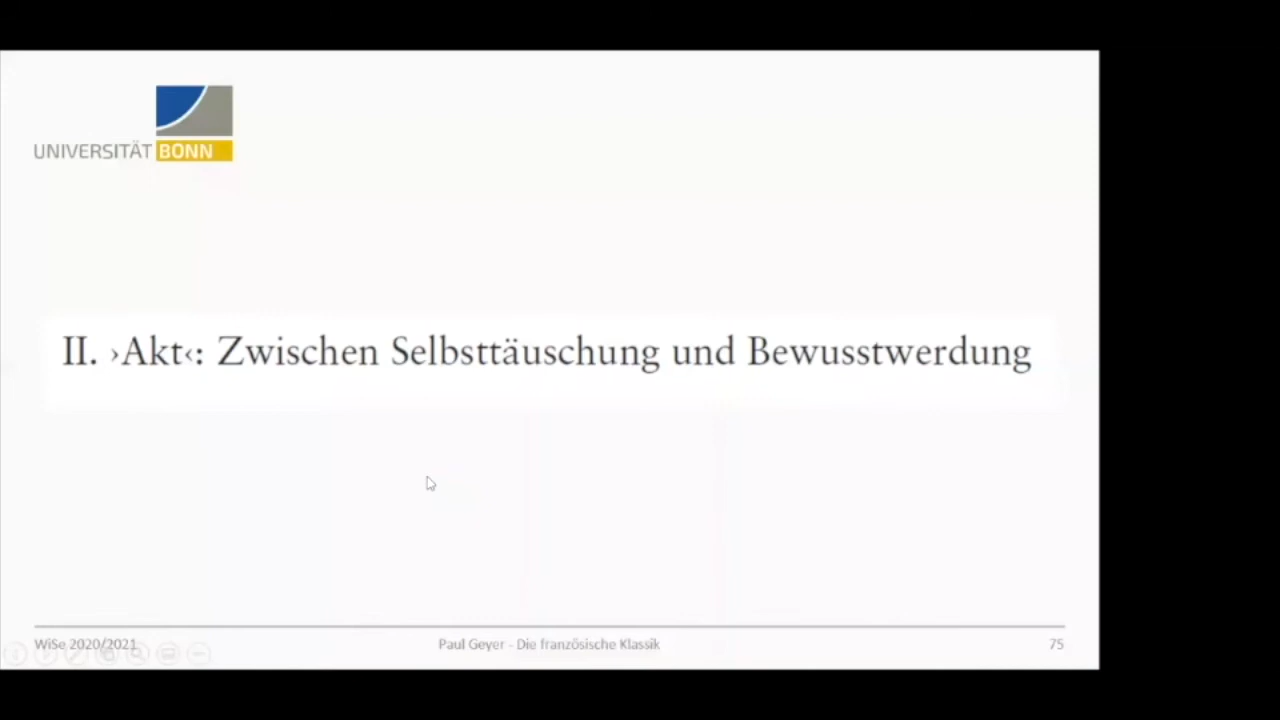 UNIVERSITÄT BONN
II. ›Akt‹: Zwischen Selbsttäuschung und Bewusstwerdung
WiSe 2020/2021
Paul Geyer - Die französische Klassik
75